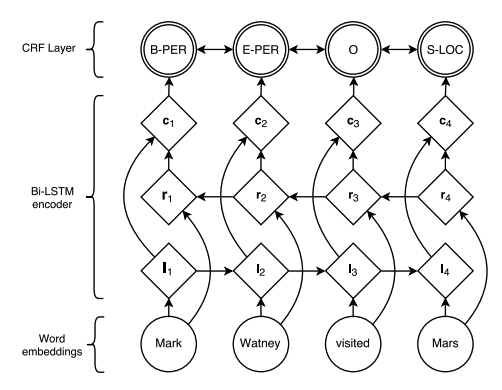 CRF Layer
B-PER E-PER O S-LOC
c1 c2 c3 c4
Bi-LSTM
encoder
r1 r2 r3 r4
l1 l2 l3 l4
Word
embeddings
Mark Watney visited Mars